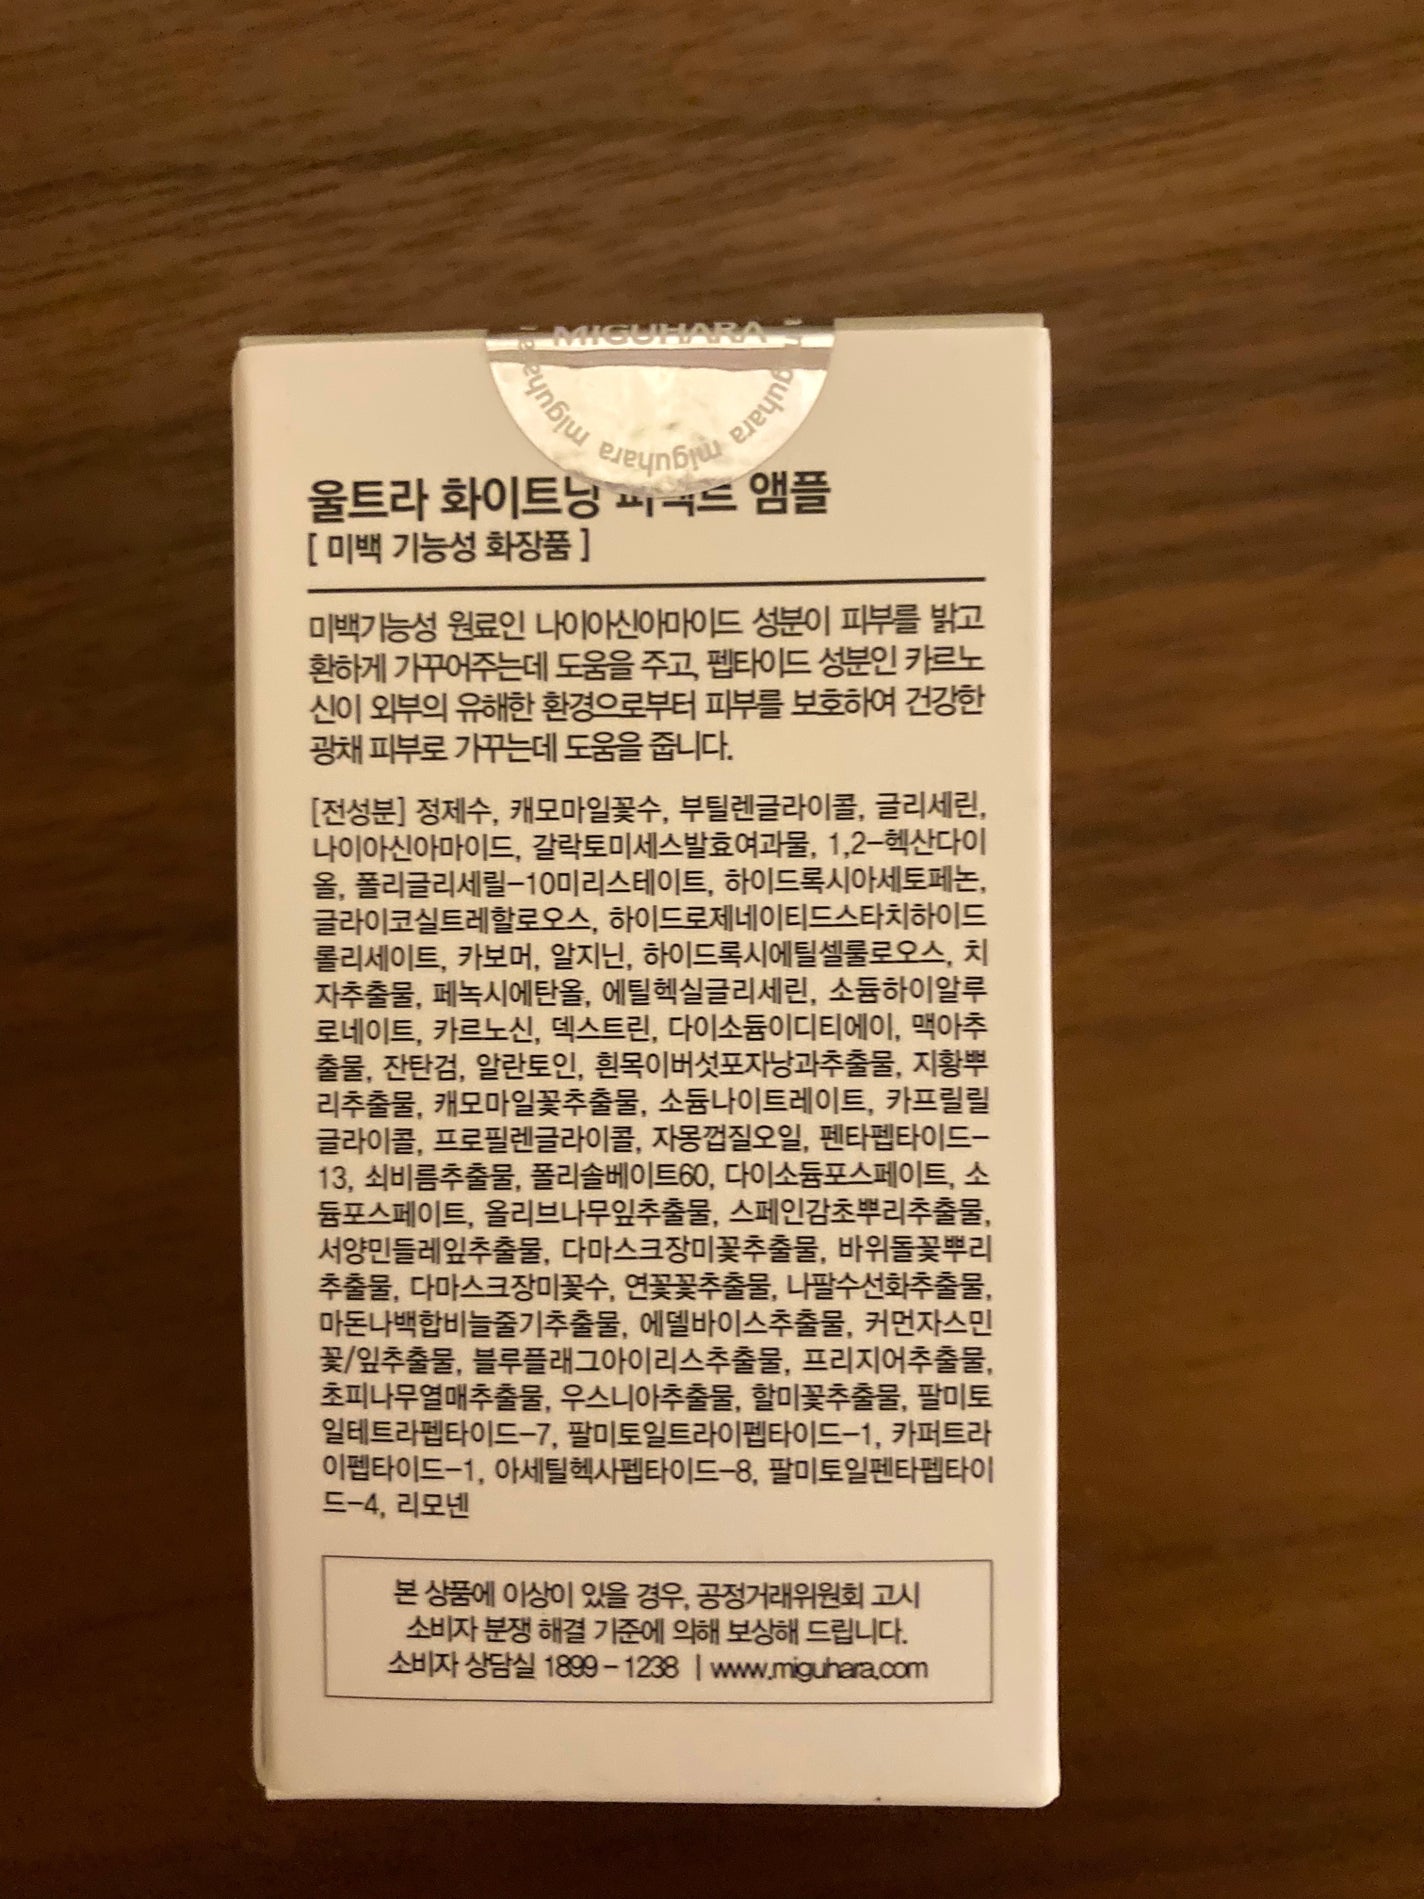 MIGUHARA
miguhara miguhara miguhara
울트라 화이트닝 앰플
[ 미백 기능성 화장품 ]
미백기능성 원료인 나이아신아마이드 성분이 피부를 밝고
환하게 가꾸어주는데 도움을 주고, 펩타이드 성분인 카르노
신이 외부의 유해한 환경으로부터 피부를 보호하여 건강한
광채 피부로 가꾸는데 도움을 줍니다.
[전성분] 정제수, 캐모마일꽃수, 부틸렌글라이콜, 글리세린,
나이아신아마이드, 갈락토미세스발효여과물, 1,2-헥산다이
올, 폴리글리세릴-10미리스테이트, 하이드록시아세토페논,
글라이코실트레할로오스, 하이드로제네이티드스타치하이드
롤리세이트, 카보머, 알지닌, 하이드록시에틸셀룰로오스, 치
자추출물, 페녹시에탄올, 에틸헥실글리세린, 소듐하이알루
로네이트, 카르노신, 덱스트린, 다이소듐이디티에이, 맥아추
출물, 잔탄검, 알란토인, 흰목이버섯포자낭과추출물, 지황뿌
리추출물, 캐모마일꽃추출물, 소듐나이트레이트, 카프릴릴
글라이콜, 프로필렌글라이콜, 자몽껍질오일, 펜타펩타이드-
13, 쇠비름추출물, 폴리솔베이트60, 다이소듐포스페이트, 소
듐포스페이트, 올리브나무잎추출물, 스페인감초뿌리추출물,
서양민들레잎추출물, 다마스크장미꽃추출물, 바위돌꽃뿌리
추출물, 다마스크장미꽃수, 연꽃꽃추출물, 나팔수선화추출물,
마돈나백합비늘줄기추출물, 에델바이스추출물, 커먼자스민
꽃/잎추출물, 블루플래그아이리스추출물, 프리지어추출물,
초피나무열매추출물, 우스니아추출물, 할미꽃추출물, 팔미토
일테트라펩타이드-7, 팔미토일트라이펩타이드-1, 카퍼트라
이펩타이드-1, 아세틸헥사펩타이드-8, 팔미토일펜타펩타이
드-4, 리모넨
본 상품에 이상이 있을 경우, 공정거래위원회 고시
소비자 분쟁 해결 기준에 의해 보상해 드립니다.
소비자 상담실 1899-1238 | www.miguhara.com